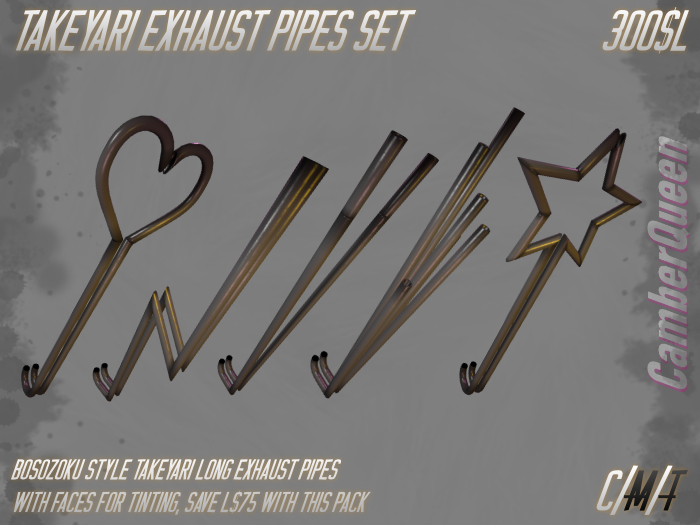 TAKEYARI EXHAUST PIPES SET
300$L
CamberQueen
BOSOZOKU STYLE TAKEYARI LONG EXHAUST PIPES
WITH FACES FOR TINTING, SAVE LS75 WITH THIS PACK
C/M/T